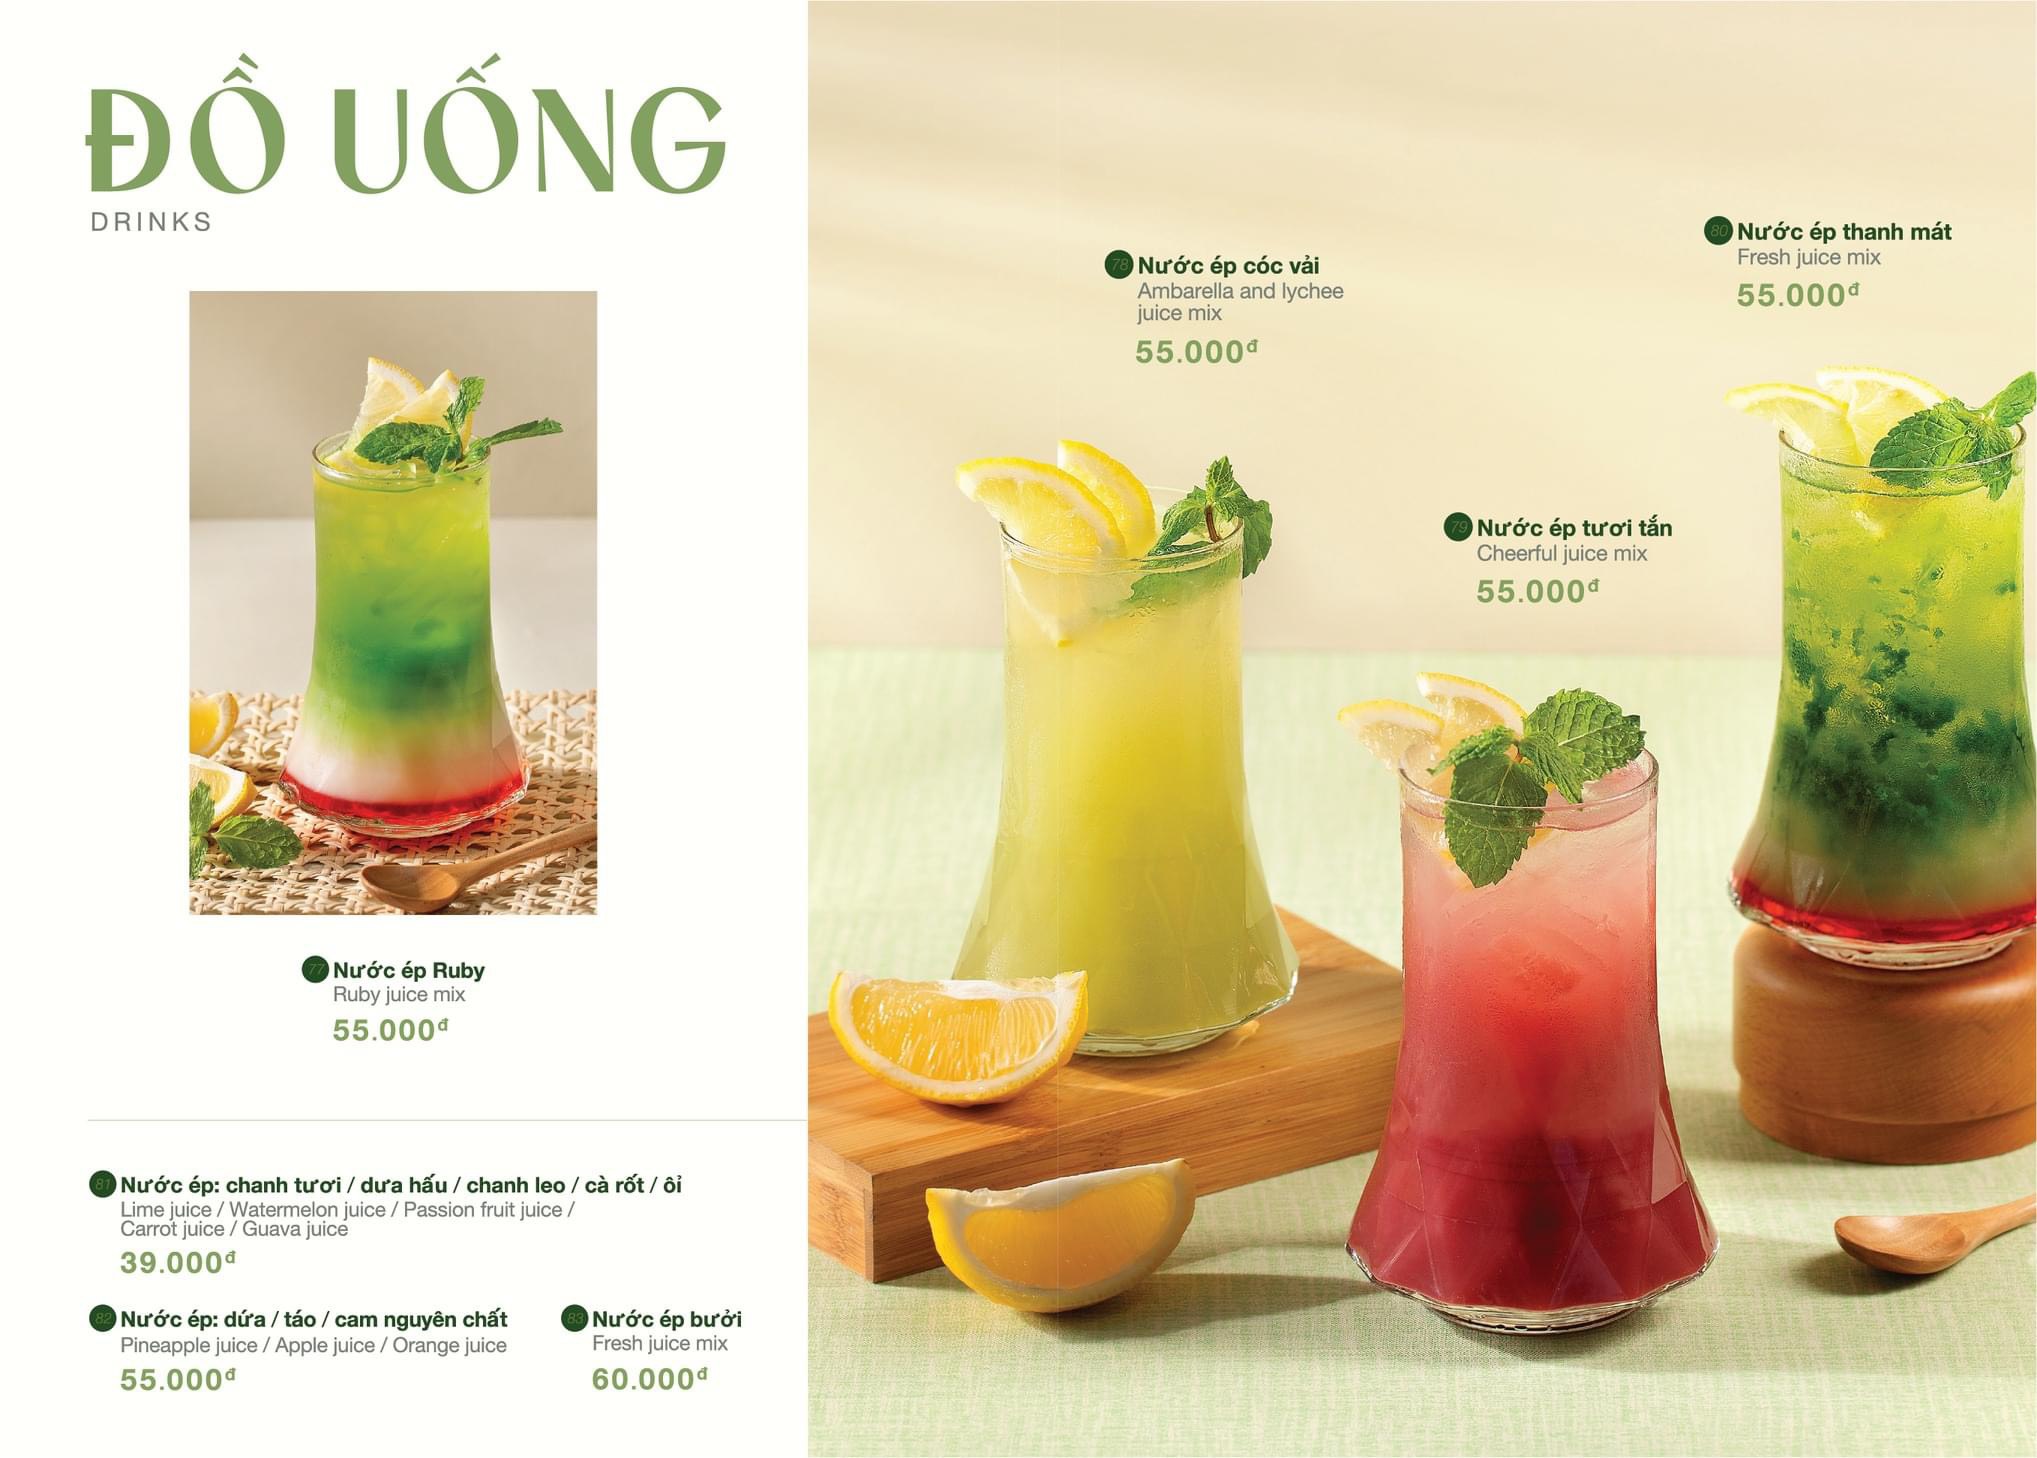 ĐỒ UỐNG
DRINKS
77 Nước ép Ruby
Ruby juice mix
55.000đ
78 Nước ép cóc vải
Ambarella and lychee
juice mix
55.000đ
79 Nước ép tươi tắn
Cheerful juice mix
55.000đ
80 Nước ép thanh mát
Fresh juice mix
55.000đ
81 Nước ép: chanh tươi / dưa hấu / chanh leo / cà rốt / ổi
Lime juice / Watermelon juice / Passion fruit juice /
Carrot juice / Guava juice
39.000đ
82 Nước ép: dứa / táo / cam nguyên chất
Pineapple juice / Apple juice / Orange juice
55.000đ
83 Nước ép bưởi
Fresh juice mix
60.000đ